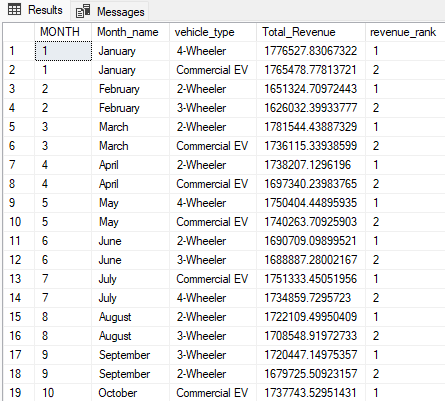 Results Messages
MONTH Month_name vehicle_type Total_Revenue revenue_rank
1 1 January 4-Wheeler 1776527.83067322 1
2 1 January Commercial EV 1765478.77813721 2
3 2 February 2-Wheeler 1651324.70972443 1
4 2 February 3-Wheeler 1626032.39933777 2
5 3 March 2-Wheeler 1781544.43887329 1
6 3 March Commercial EV 1736115.33938599 2
7 4 April 2-Wheeler 1738207.1296196 1
8 4 April Commercial EV 1697340.23983765 2
9 5 May 4-Wheeler 1750404.44895935 1
10 5 May Commercial EV 1740263.70925903 2
11 6 June 2-Wheeler 1690709.09899521 1
12 6 June 3-Wheeler 1688887.28002167 2
13 7 July Commercial EV 1751333.45051956 1
14 7 July 4-Wheeler 1734859.7295723 2
15 8 August 2-Wheeler 1722109.49950409 1
16 8 August 3-Wheeler 1708548.91972733 2
17 9 September 3-Wheeler 1720447.14975357 1
18 9 September 2-Wheeler 1679725.50923157 2
19 10 October Commercial EV 1737743.52951431 1